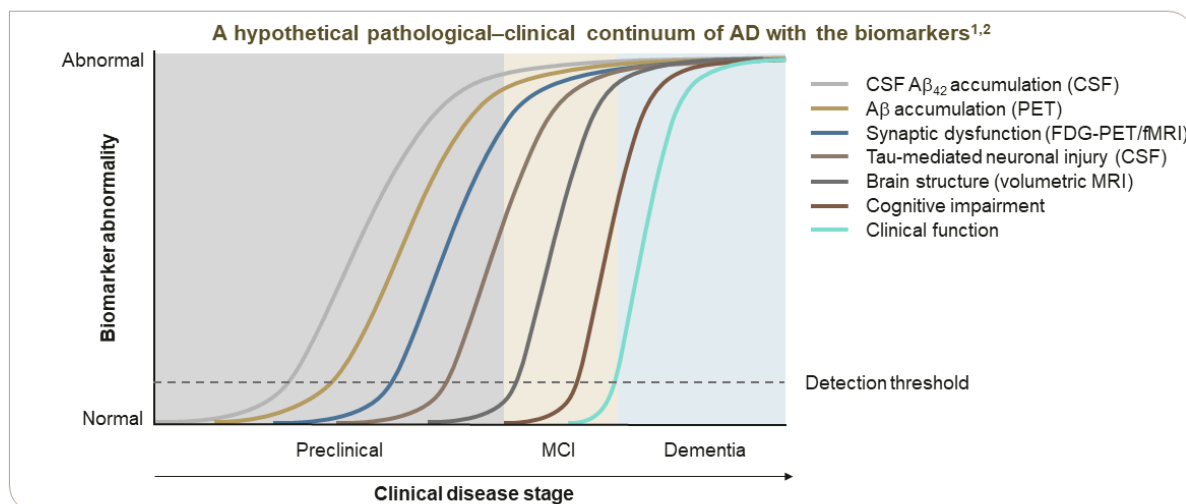 A hypothetical pathological–clinical continuum of AD with the biomarkers¹,²
Abnormal
Biomarker abnormality
Normal
CSF Aβ₄₂ accumulation (CSF)
Aβ accumulation (PET)
Synaptic dysfunction (FDG-PET/fMRI)
Tau-mediated neuronal injury (CSF)
Brain structure (volumetric MRI)
Cognitive impairment
Clinical function
Detection threshold
Preclinical
MCI
Dementia
Clinical disease stage